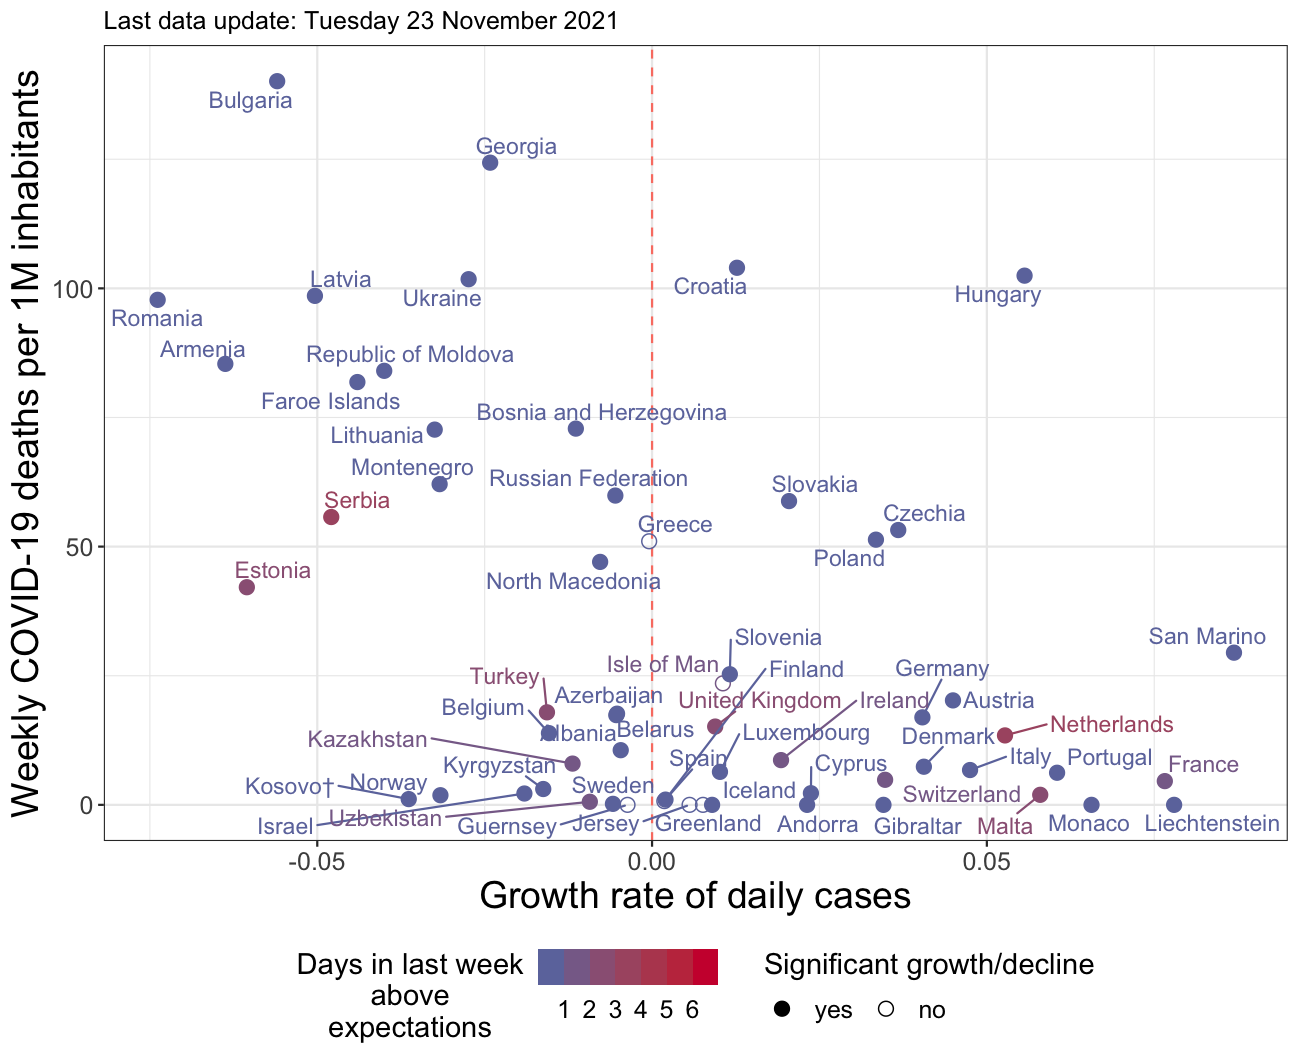 Last data update: Tuesday 23 November 2021
Weekly COVID-19 deaths per 1M inhabitants
100
50
0
Bulgaria
Georgia
Latvia
Ukraine
Croatia
Hungary
Romania
Armenia
Republic of Moldova
Faroe Islands
Bosnia and Herzegovina
Lithuania
Montenegro
Russian Federation
Slovakia
Serbia
Czechia
Greece
Poland
Estonia
North Macedonia
Slovenia
San Marino
Isle of Man
Finland
Germany
Turkey
Azerbaijan
United Kingdom
Ireland
Austria
Belgium
Netherlands
Albania
Belarus
Luxembourg
Denmark
Kazakhstan
Spain
Italy
Portugal
Kyrgyzstan
Cyprus
France
Kosovo†
Norway
Sweden
Iceland
Switzerland
Israel
Uzbekistan
Guernsey
Jersey
Greenland
Andorra
Gibraltar
Malta
Monaco
Liechtenstein
-0.05
0.00
0.05
Growth rate of daily cases
Days in last week
above
expectations
1 2 3 4 5 6
Significant growth/decline
yes no